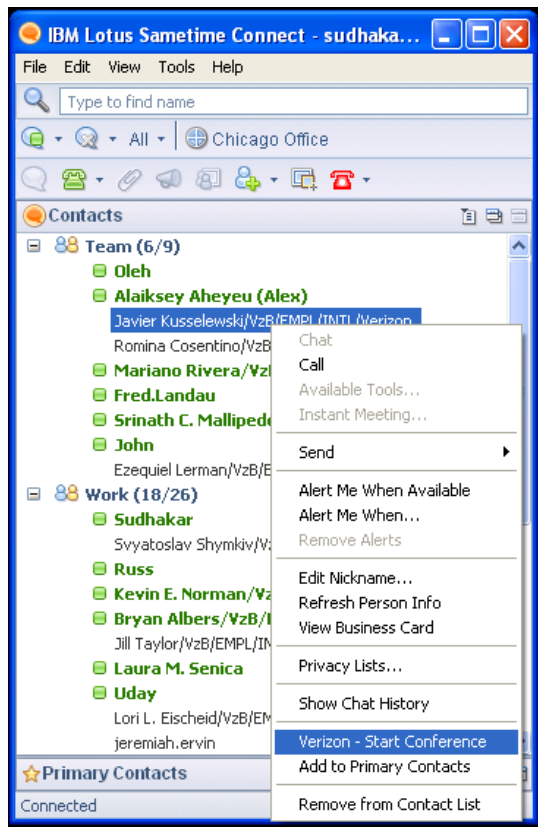 IBM Lotus Sametime Connect - sudhaka...
File Edit View Tools Help
Type to find name
All Chicago Office
Contacts
Team (6/9)
Oleh
Alaiksey Aheyeu (Alex)
Javier Kusselewski/VzB/EMPL/INTL/Verizon
Romina Cosentino/VzB
Mariano Rivera/VzB
Fred.Landau
Srinath C. Mallipedd
John
Ezequiel Lerman/VzB/E
Work (18/26)
Sudhakar
Svyatoslav Shymkiv/V
Russ
Kevin E. Norman/Vz
Bryan Albers/VzB/
Jill Taylor/VzB/EMPL/IN
Laura M. Senica
Uday
Lori L. Eischeid/VzB/EM
jeremiah.ervin
Primary Contacts
Connected
Chat
Call
Available Tools...
Instant Meeting...
Send
Alert Me When Available
Alert Me When...
Remove Alerts
Edit Nickname...
Refresh Person Info
View Business Card
Privacy Lists...
Show Chat History
Verizon - Start Conference
Add to Primary Contacts
Remove from Contact List